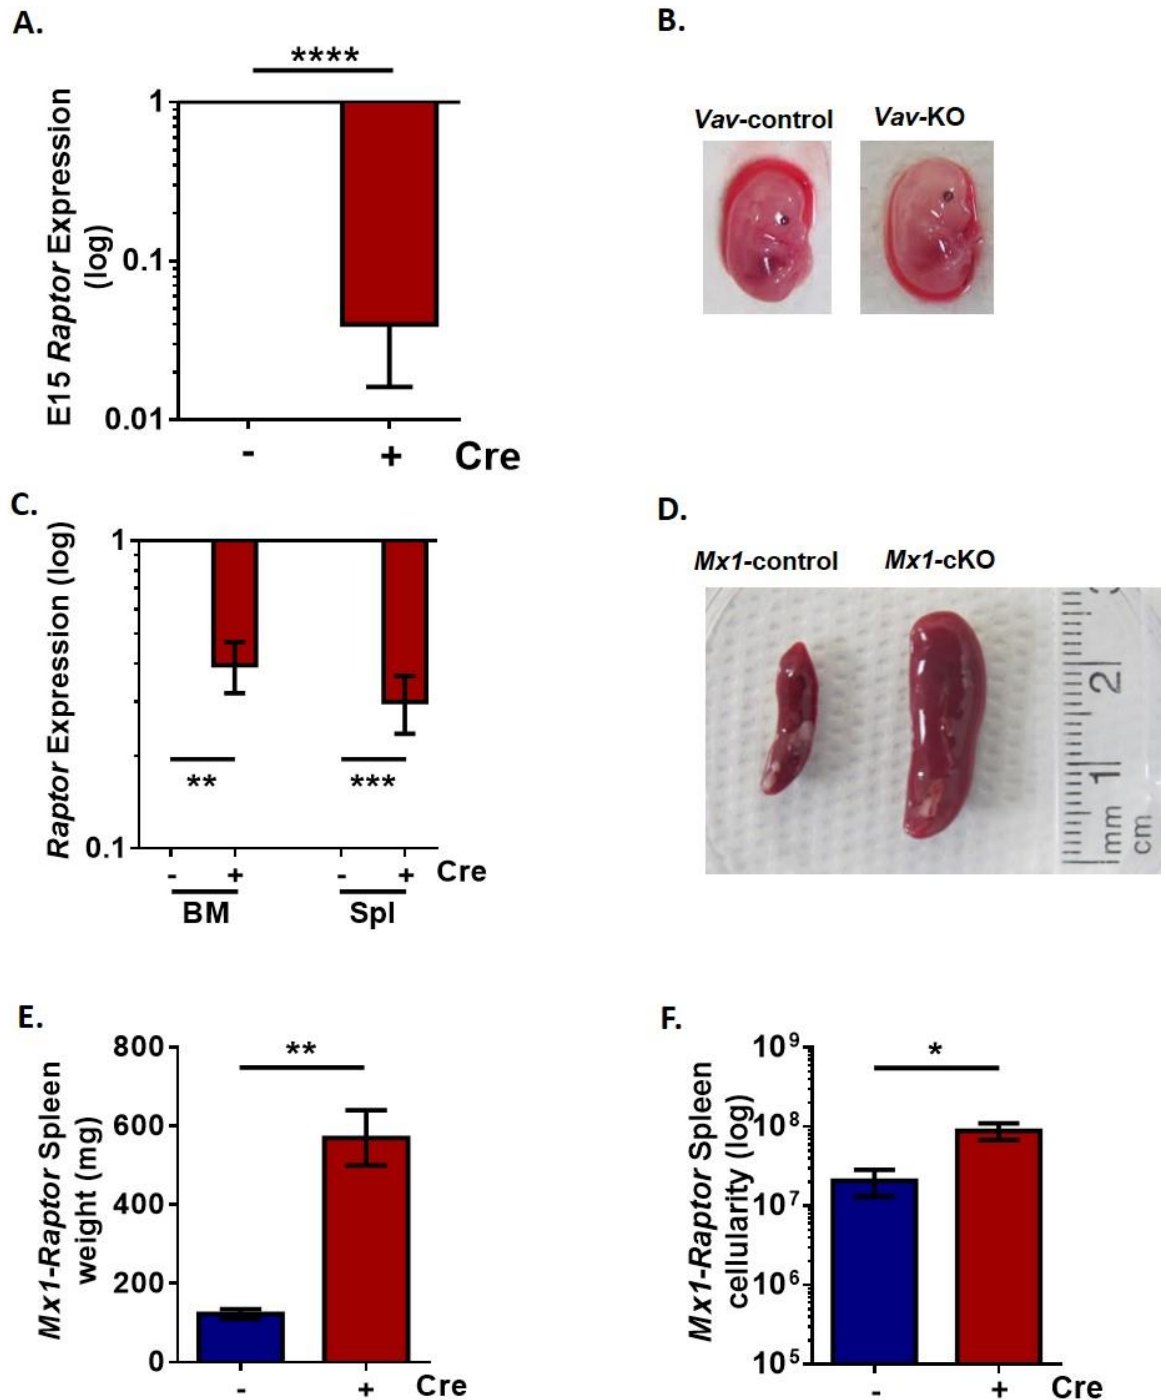 A.
****
E15 Raptor Expression
(log)
1
0.1
0.01
- + Cre
B.
Vav-control Vav-KO
C.
Raptor Expression (log)
1
0.1
** ***
- + - + Cre
BM Spl
D.
Mx1-control Mx1-cKO
2
1
mm
cm
E.
Mx1-Raptor Spleen
weight (mg)
800
600
400
200
0
**
- + Cre
F.
Mx1-Raptor Spleen
cellularity (log)
10⁹
10⁸
10⁷
10⁶
10⁵
*
- + Cre